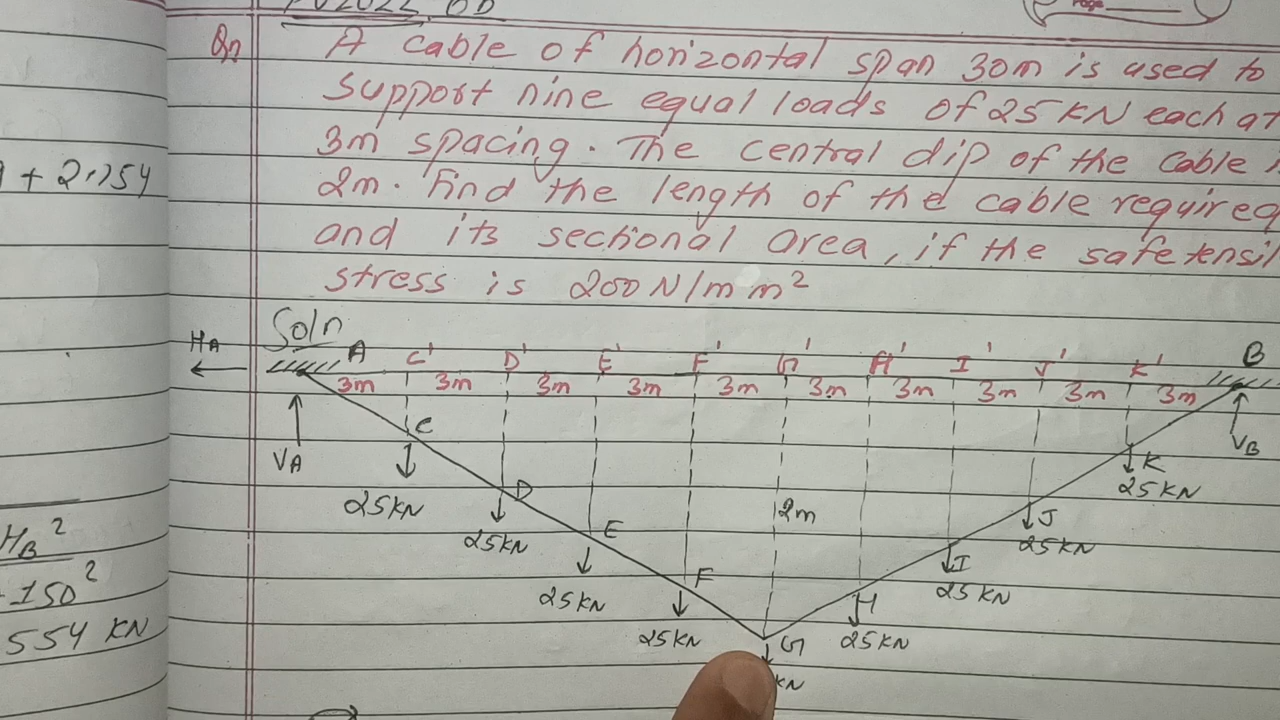 Qn A cable of horizontal span 30m is used to
support nine equal loads of 25 KN each at
3m spacing. The central dip of the cable
2m. Find the length of the cable required
and its sectional area, if the safe tensil
stress is 200 N/mm²
Soln
HA A C' D' E' F' G' H' I' J' K' B
3m 3m 3m 3m 3m 3m 3m 3m 3m 3m
VA C D E F G H I J K VB
2m
25KN 25KN 25KN 25KN KN 25KN 25KN 25KN 25KN
+ 2.754
HB²
150²
554 KN